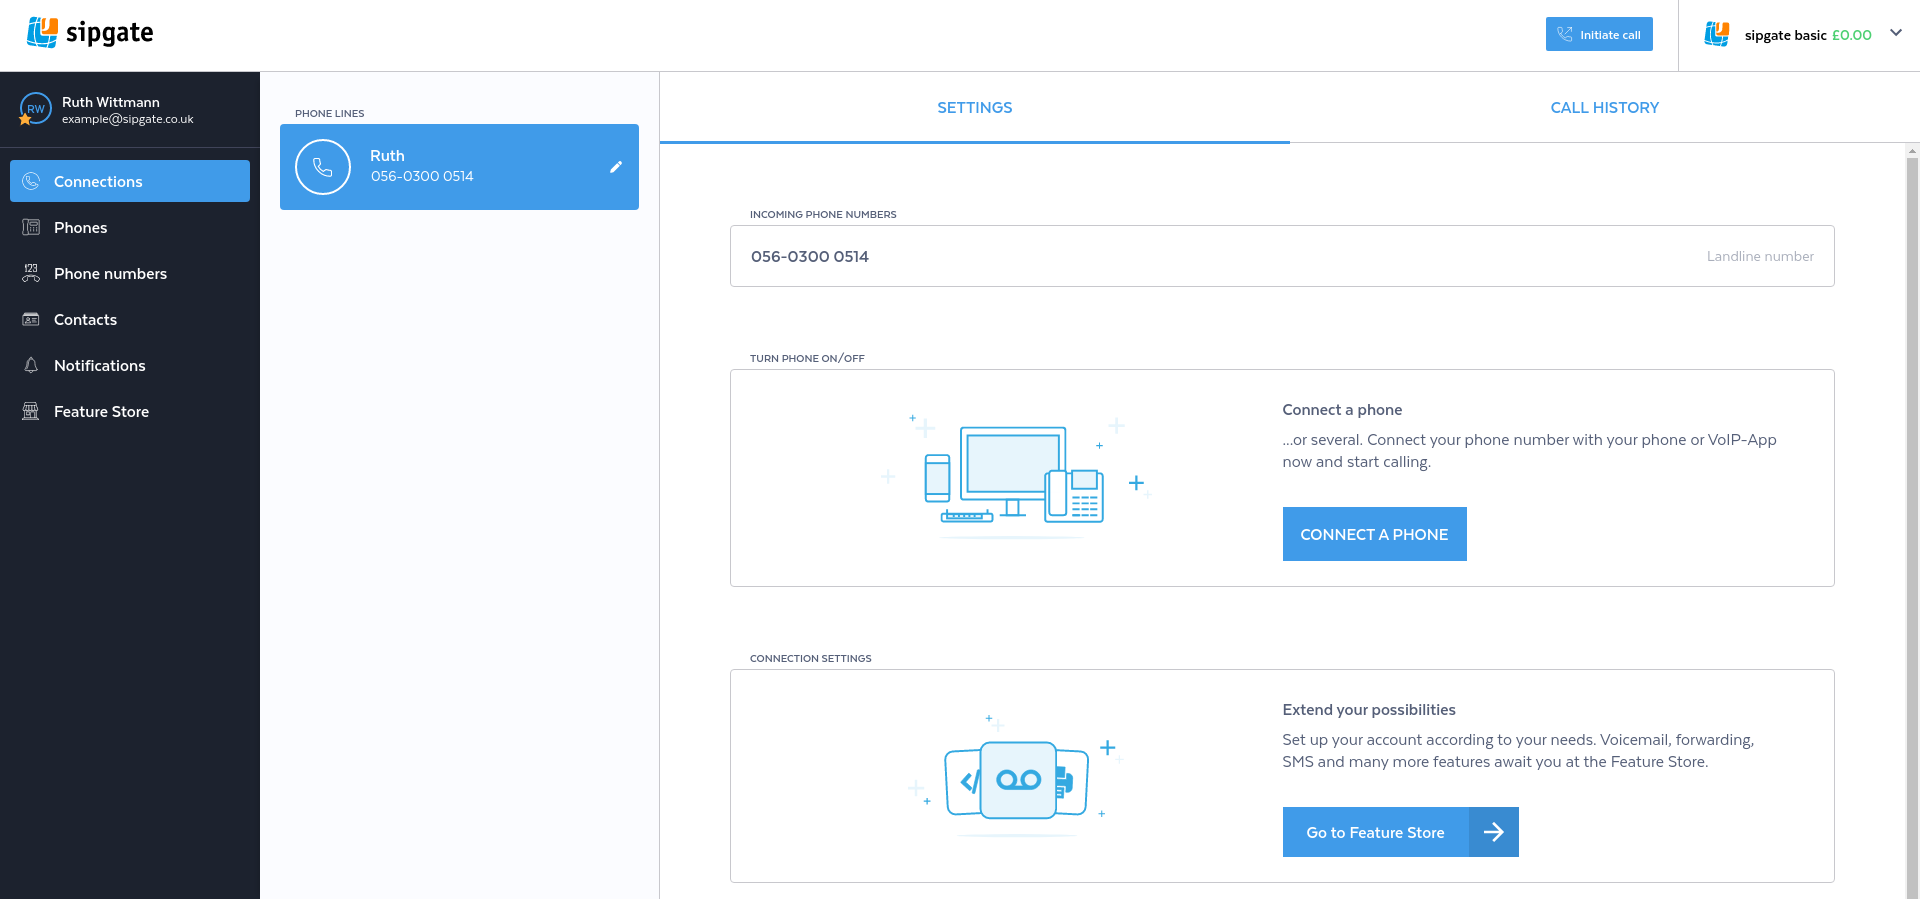 sipgate
Initiate call
sipgate basic £0.00
RW
Ruth Wittmann
example@sipgate.co.uk
Connections
Phones
123
Phone numbers
Contacts
Notifications
Feature Store
PHONE LINES
Ruth
056-0300 0514
SETTINGS
CALL HISTORY
INCOMING PHONE NUMBERS
056-0300 0514
Landline number
TURN PHONE ON/OFF
Connect a phone
...or several. Connect your phone number with your phone or VoIP-App
now and start calling.
CONNECT A PHONE
CONNECTION SETTINGS
Extend your possibilities
Set up your account according to your needs. Voicemail, forwarding,
SMS and many more features await you at the Feature Store.
Go to Feature Store